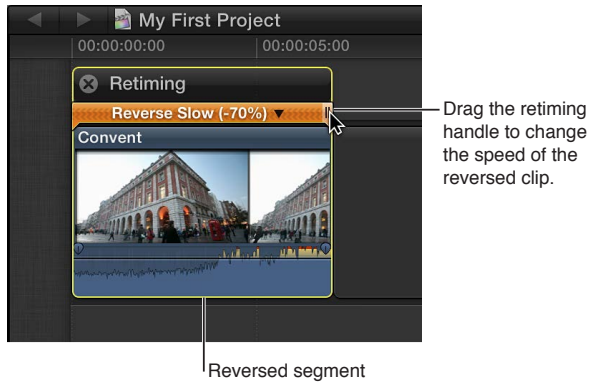 My First Project
00:00:00:00
00:00:05:00
Retiming
Reverse Slow (-70%)
Convent
Drag the retiming
handle to change
the speed of the
reversed clip.
Reversed segment